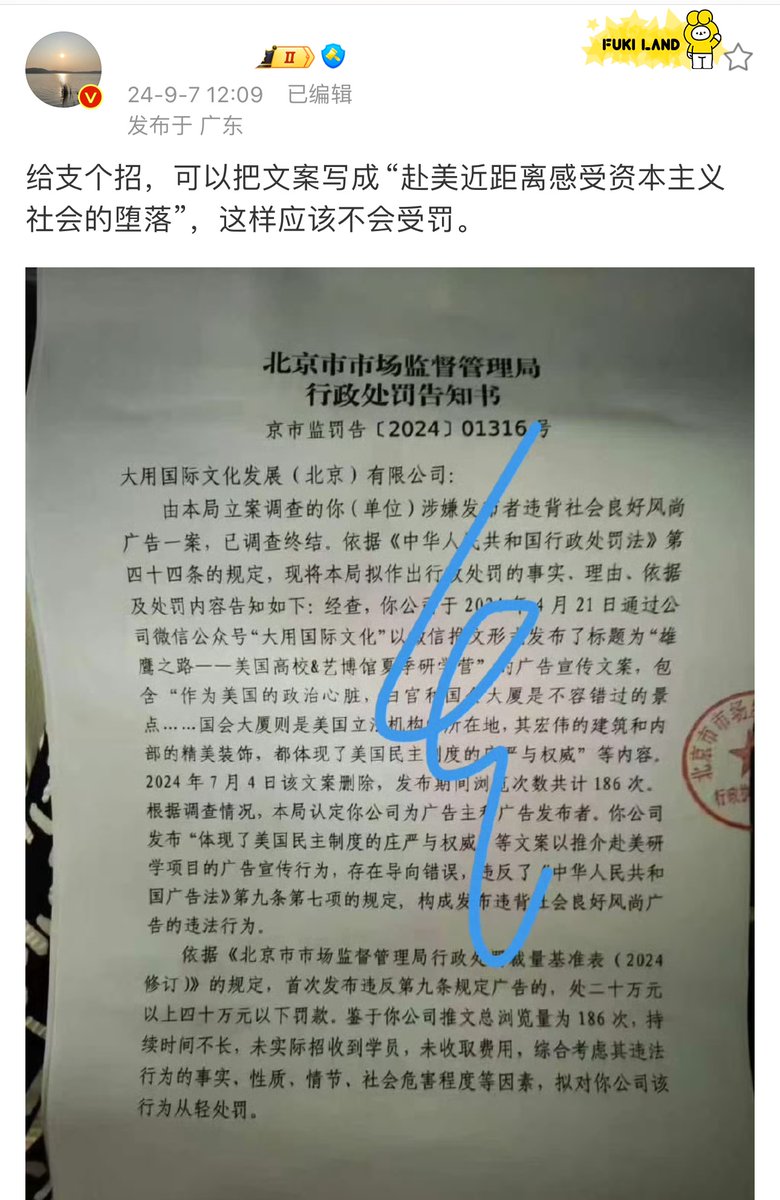 FUKI LAND
II
24-9-7 12:09 已编辑
发布于 广东
给支个招，可以把文案写成“赴美近距离感受资本主义
社会的堕落”，这样应该不会受罚。
北京市市场监督管理局
行政处罚告知书
京市监罚告〔2024〕01316号
大用国际文化发展（北京）有限公司：
由本局立案调查的你（单位）涉嫌发布者违背社会良好风尚
广告一案，已调查终结。依据《中华人民共和国行政处罚法》第
四十四条的规定，现将本局拟作出行政处罚的事实、理由、依据
及处罚内容告知如下：经查，你公司于2024年4月21日通过公
司微信公众号“大用国际文化”以微信推文形式发布了标题为“雄
鹰之路——美国高校&艺博馆夏季研学营”的广告宣传文案，包
含“作为美国的政治心脏，白宫和国会大厦是不容错过的景
点……国会大厦则是美国立法机构的所在地，其宏伟的建筑和内
部的精美装饰，都体现了美国民主制度的庄严与权威”等内容。
2024年7月4日该文案删除，发布期间浏览次数共计186次。
根据调查情况，本局认定你公司为广告主和广告发布者。你公司
发布“体现了美国民主制度的庄严与权威”等文案以推介赴美研
学项目的广告宣传行为，存在导向错误，违反了《中华人民共和
国广告法》第九条第七项的规定，构成发布违背社会良好风尚广
告的违法行为。
依据《北京市市场监督管理局行政处罚裁量基准表（2024
修订）》的规定，首次发布违反第九条规定广告的，处二十万元
以上四十万元以下罚款。鉴于你公司推文总浏览量为186次，持
续时间不长，未实际招收到学员，未收取费用，综合考虑其违法
行为的事实、性质、情节、社会危害程度等因素，拟对你公司该
行为从轻处罚。
北京市市场
行政